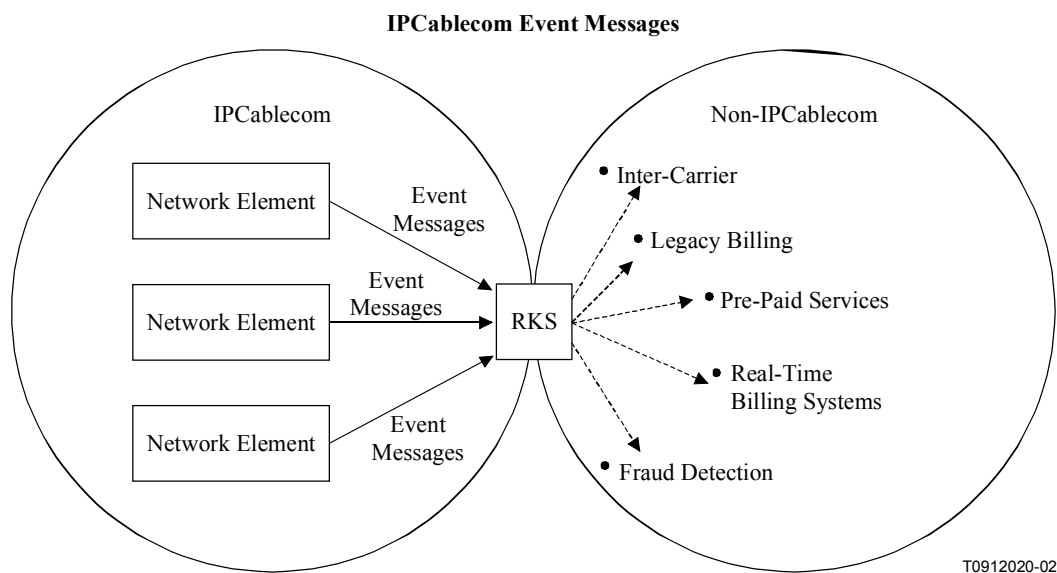 IPCablecom Event Messages
IPCablecom
Network Element
Event
Messages
Network Element
Event
Messages
Network Element
Event
Messages
RKS
Non-IPCablecom
• Inter-Carrier
• Legacy Billing
• Pre-Paid Services
• Real-Time
Billing Systems
• Fraud Detection
T0912020-02